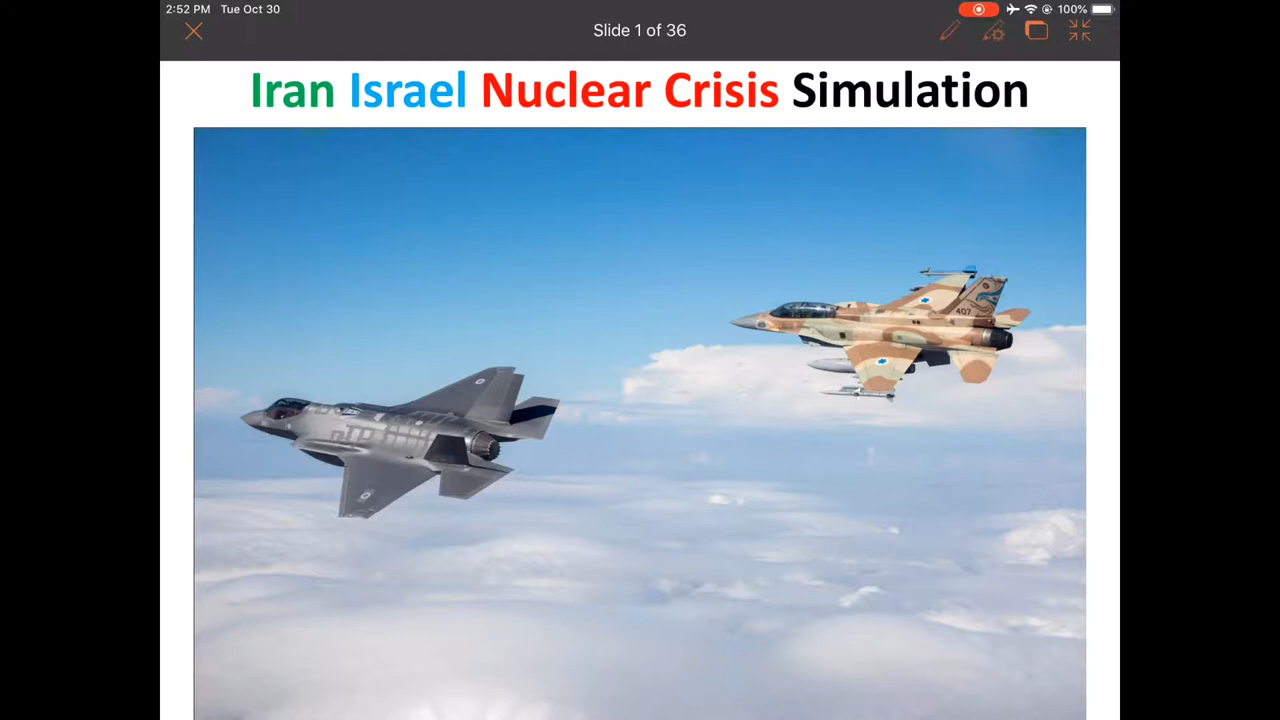 2:52 PM Tue Oct 30
100%
Slide 1 of 36
Iran Israel Nuclear Crisis Simulation
407